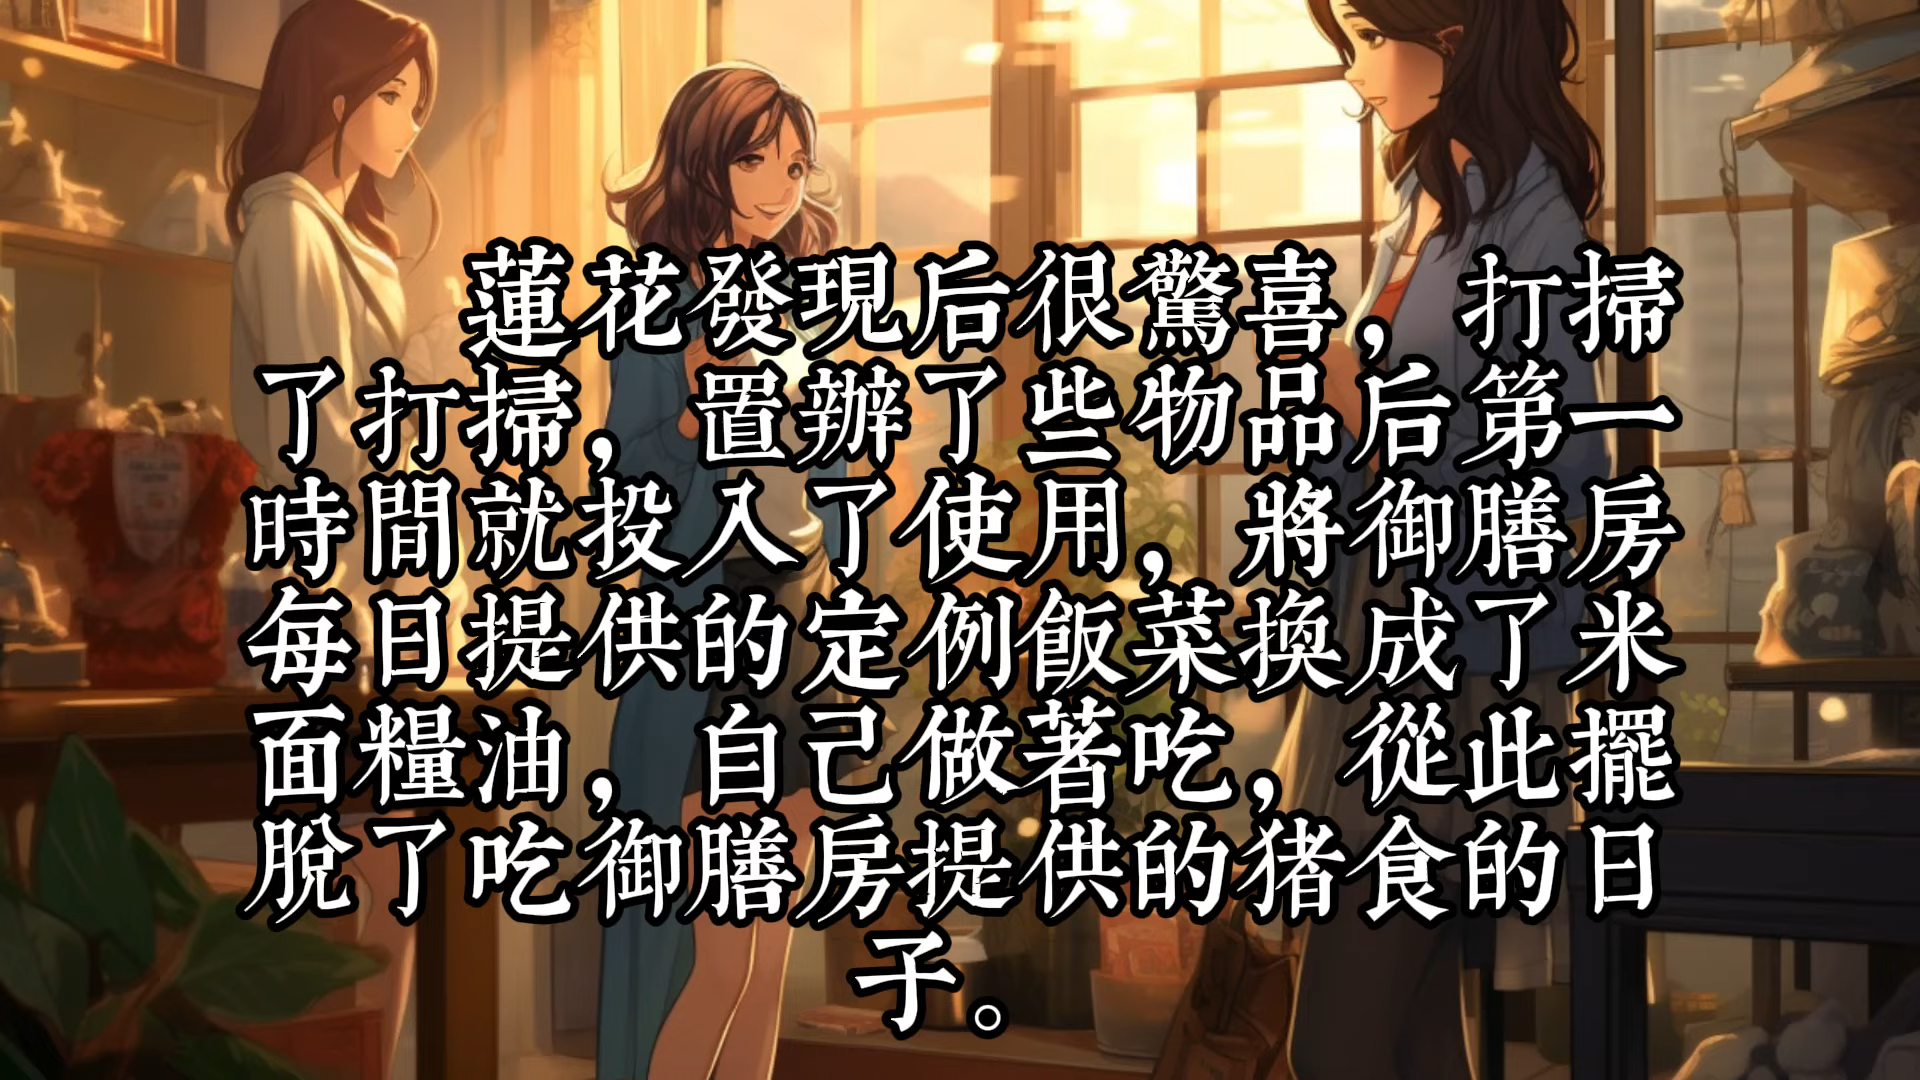 蓮花發現后很驚喜，打掃
了打掃，置辦了些物品后第一
時間就投入了使用，將御膳房
每日提供的定例飯菜換成了米
面糧油，自己做著吃，從此擺
脫了吃御膳房提供的猪食的日
子。